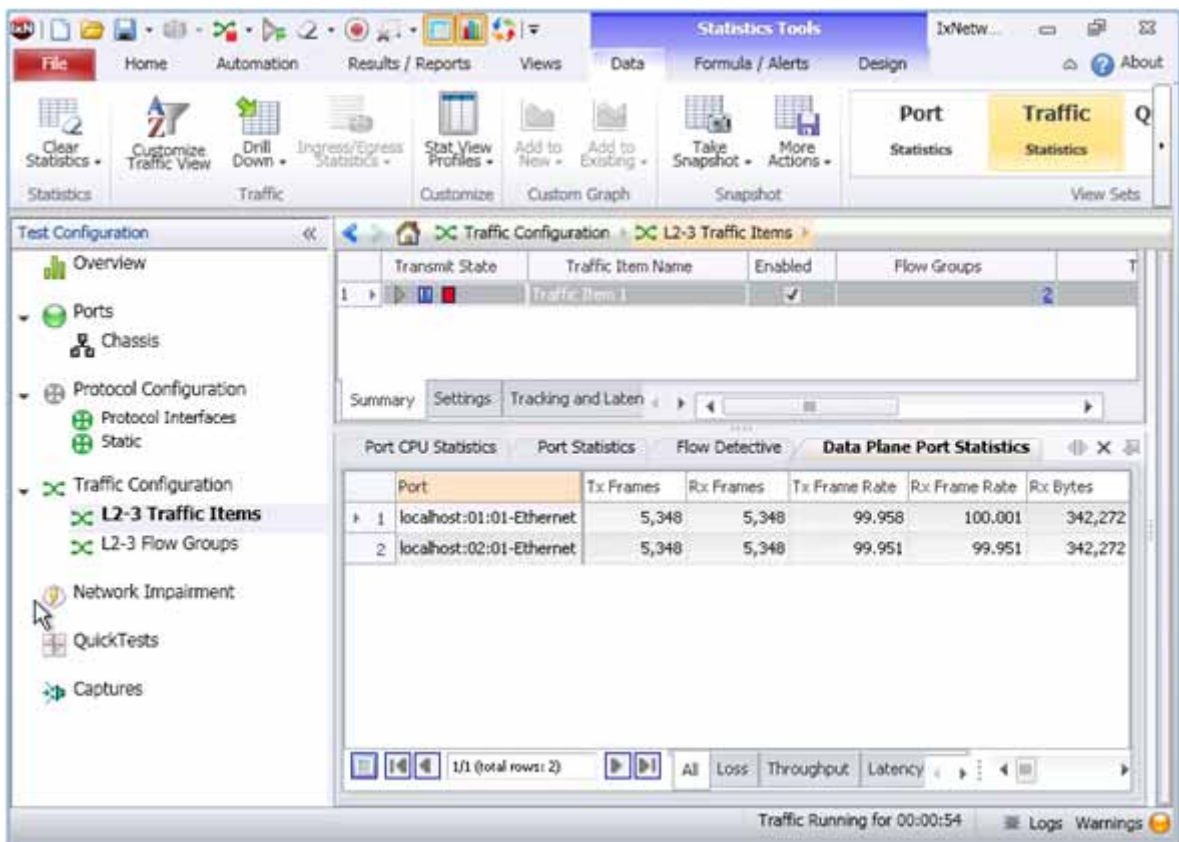 IxN
Statistics Tools
IxNetw...
File Home Automation Results / Reports Views Data Formula / Alerts Design About
Clear Statistics
Customize Traffic View
Drill Down
Ingress/Egress Statistics
Stat View Profiles
Add to New
Add to Existing
Take Snapshot
More Actions
Port Statistics
Traffic Statistics
Q
Statistics Traffic Customize Custom Graph Snapshot View Sets
Test Configuration
Overview
Ports
Chassis
Protocol Configuration
Protocol Interfaces
Static
Traffic Configuration
L2-3 Traffic Items
L2-3 Flow Groups
Network Impairment
QuickTests
Captures
Traffic Configuration L2-3 Traffic Items
Transmit State Traffic Item Name Enabled Flow Groups T
1 Traffic Item 1 2
Summary Settings Tracking and Laten
Port CPU Statistics Port Statistics Flow Detective Data Plane Port Statistics
Port Tx Frames Rx Frames Tx Frame Rate Rx Frame Rate Rx Bytes
1 localhost:01:01-Ethernet 5,348 5,348 99.958 100.001 342,272
2 localhost:02:01-Ethernet 5,348 5,348 99.951 99.951 342,272
1/1 (total rows: 2) All Loss Throughput Latency
Traffic Running for 00:00:54 Logs Warnings